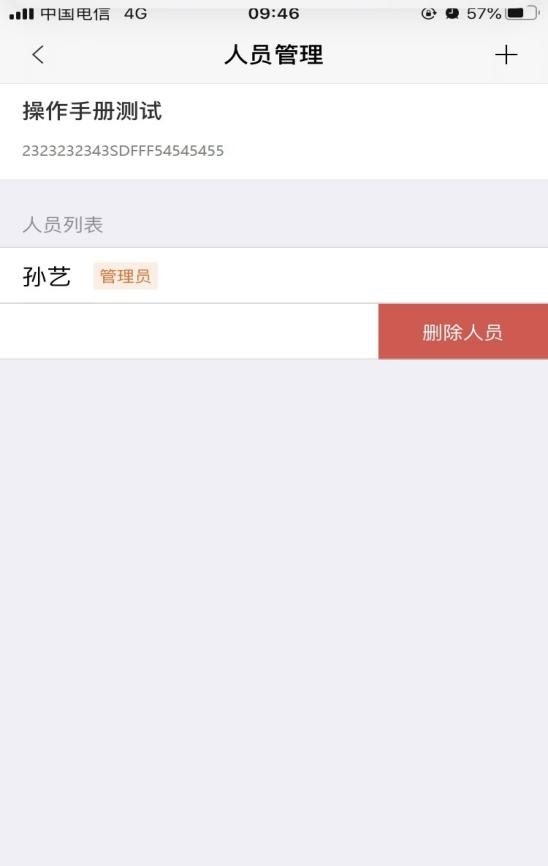 中国电信 4G 09:46 57%
人员管理
操作手册测试
2323232343SDFFF54545455
人员列表
孙艺 管理员
删除人员